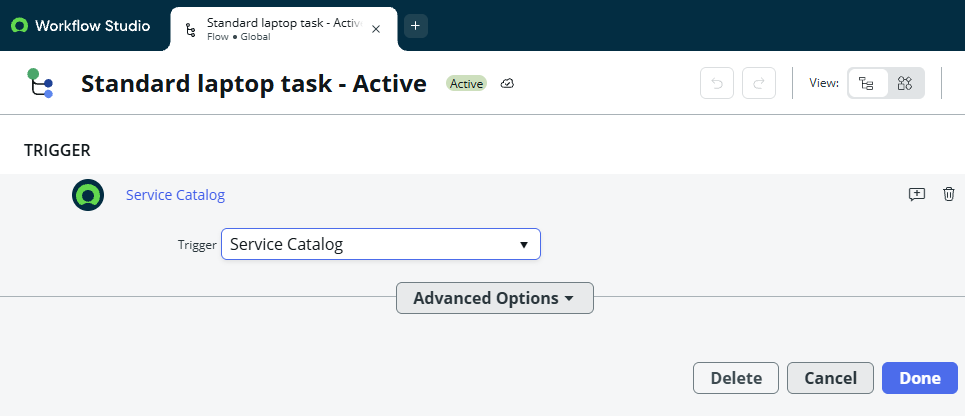 Workflow Studio
Standard laptop task - Activ
Flow • Global
Standard laptop task - Active
Active
View:
TRIGGER
Service Catalog
Trigger
Service Catalog
Advanced Options
Delete
Cancel
Done